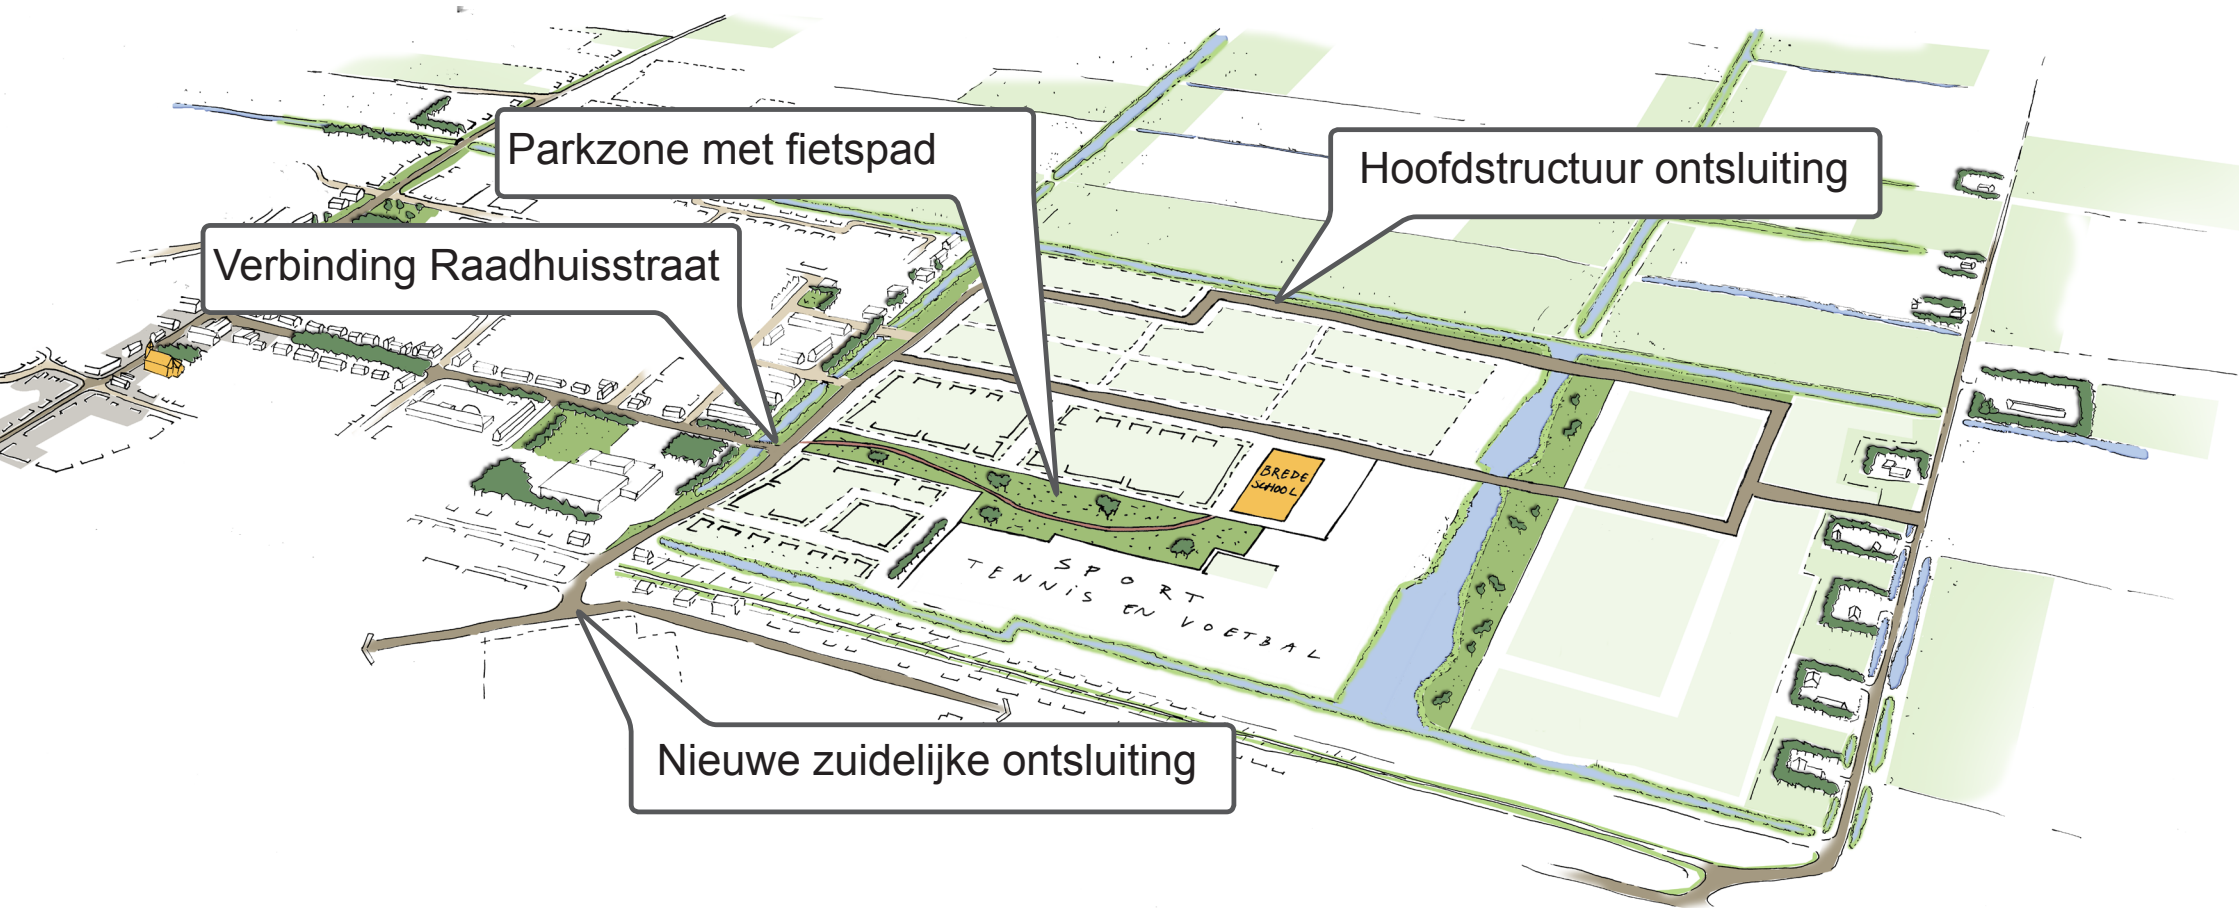 Parkzone met fietspad
Hoofdstructuur ontsluiting
Verbinding Raadhuisstraat
BREDE
SCHOOL
SPORT
TENNIS EN VOETBAL
Nieuwe zuidelijke ontsluiting